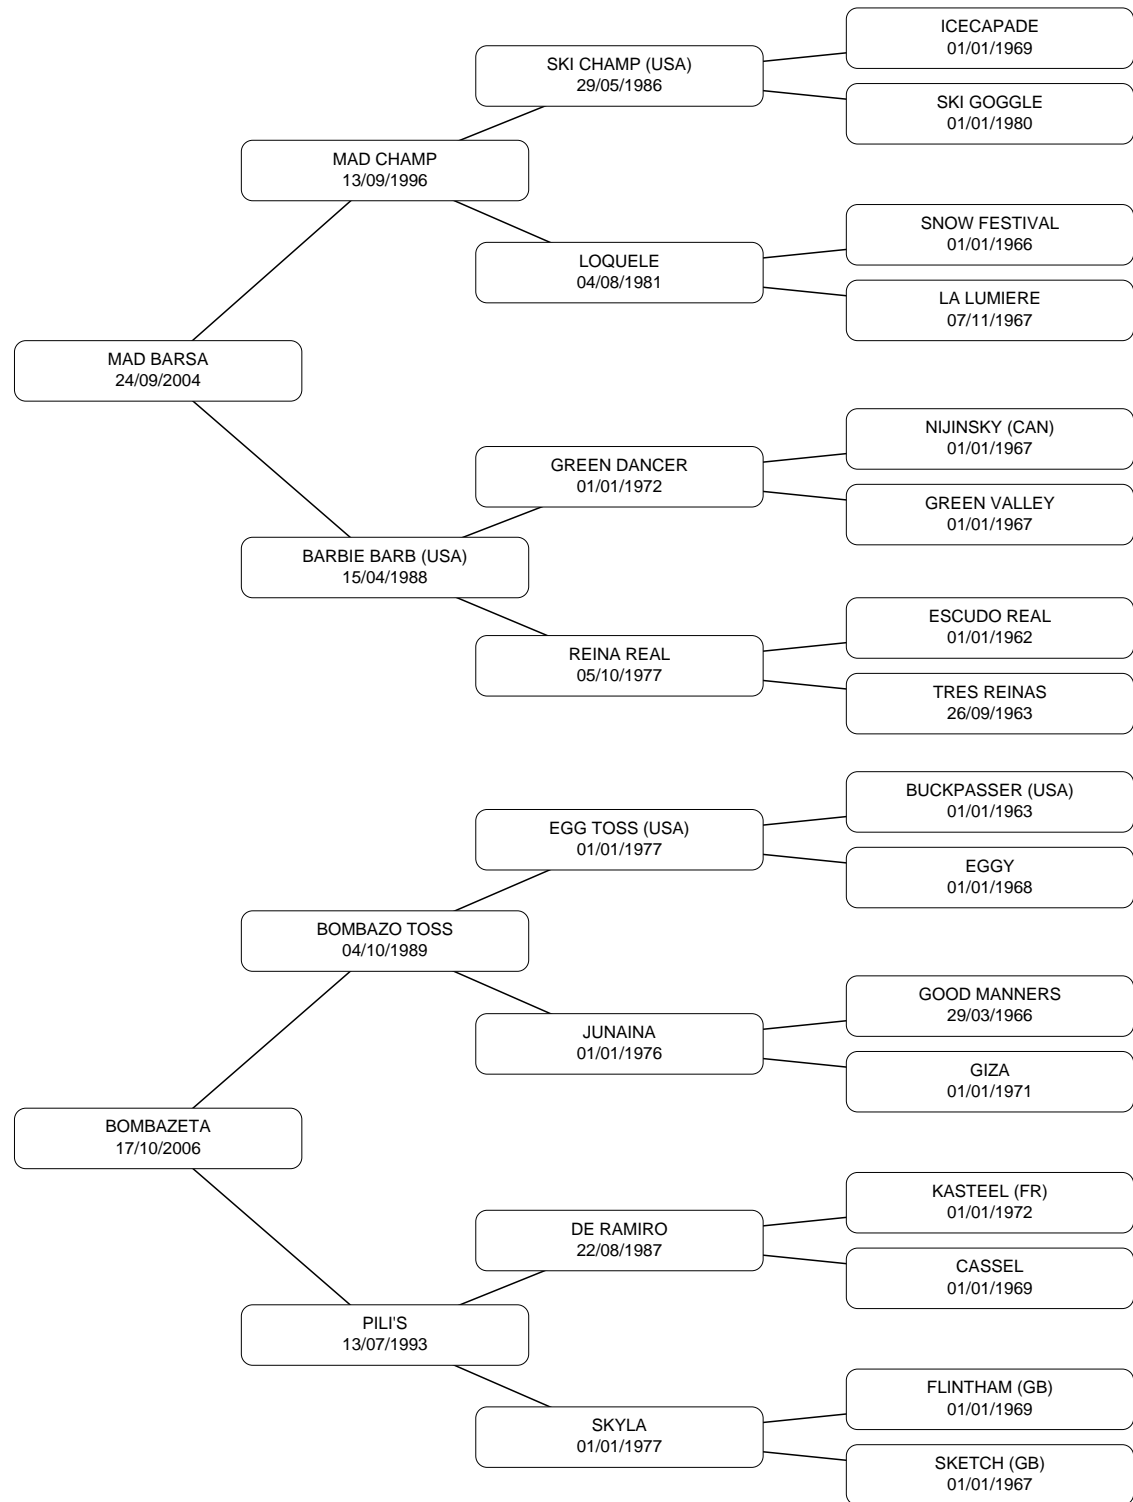 ICECAPADE
01/01/1969
SKI CHAMP (USA)
29/05/1986
SKI GOGGLE
01/01/1980
MAD CHAMP
13/09/1996
SNOW FESTIVAL
01/01/1966
LOQUELE
04/08/1981
LA LUMIERE
07/11/1967
MAD BARSA
24/09/2004
NIJINSKY (CAN)
01/01/1967
GREEN DANCER
01/01/1972
GREEN VALLEY
01/01/1967
BARBIE BARB (USA)
15/04/1988
ESCUDO REAL
01/01/1962
REINA REAL
05/10/1977
TRES REINAS
26/09/1963
BUCKPASSER (USA)
01/01/1963
EGG TOSS (USA)
01/01/1977
EGGY
01/01/1968
BOMBAZO TOSS
04/10/1989
GOOD MANNERS
29/03/1966
JUNAINA
01/01/1976
GIZA
01/01/1971
BOMBAZETA
17/10/2006
KASTEEL (FR)
01/01/1972
DE RAMIRO
22/08/1987
CASSEL
01/01/1969
PILI'S
13/07/1993
FLINTHAM (GB)
01/01/1969
SKYLA
01/01/1977
SKETCH (GB)
01/01/1967